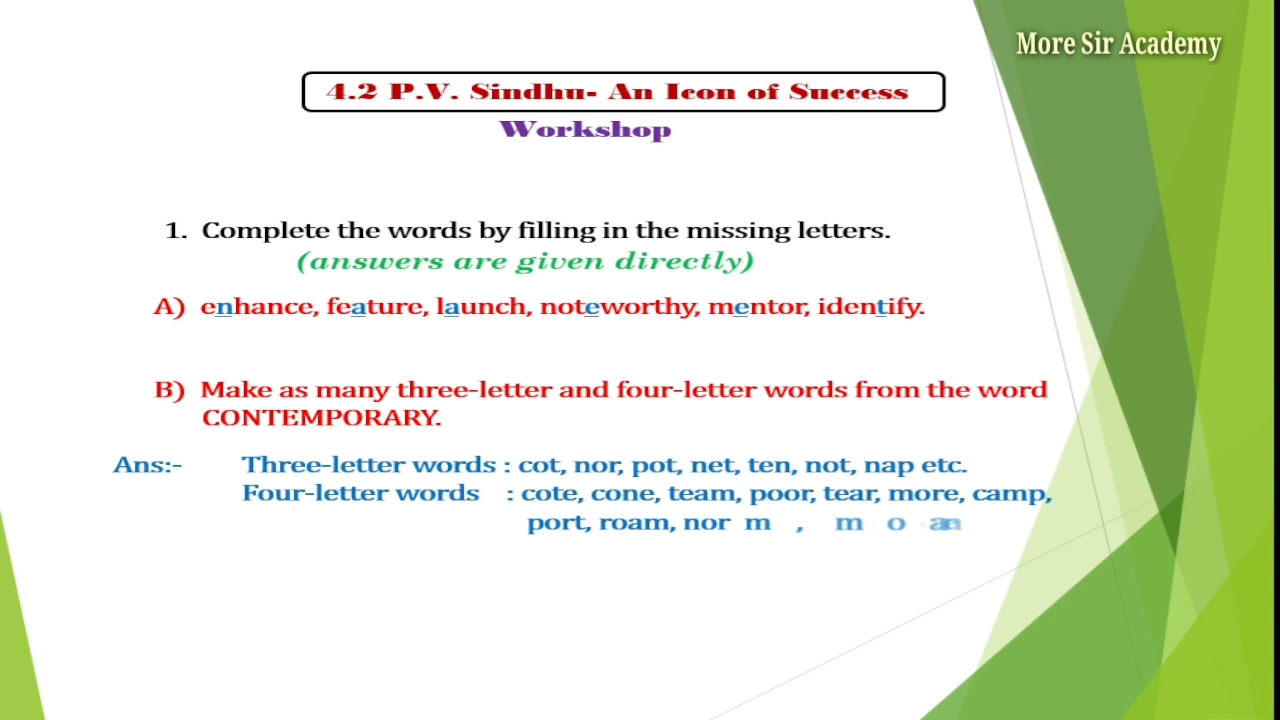 More Sir Academy
4.2 P.V. Sindhu- An Icon of Success
Workshop
1. Complete the words by filling in the missing letters.
(answers are given directly)
A) enhance, feature, launch, noteworthy, mentor, identify.
B) Make as many three-letter and four-letter words from the word
CONTEMPORARY.
Ans:- Three-letter words : cot, nor, pot, net, ten, not, nap etc.
Four-letter words : cote, cone, team, poor, tear, more, camp,
port, roam, nor m ,